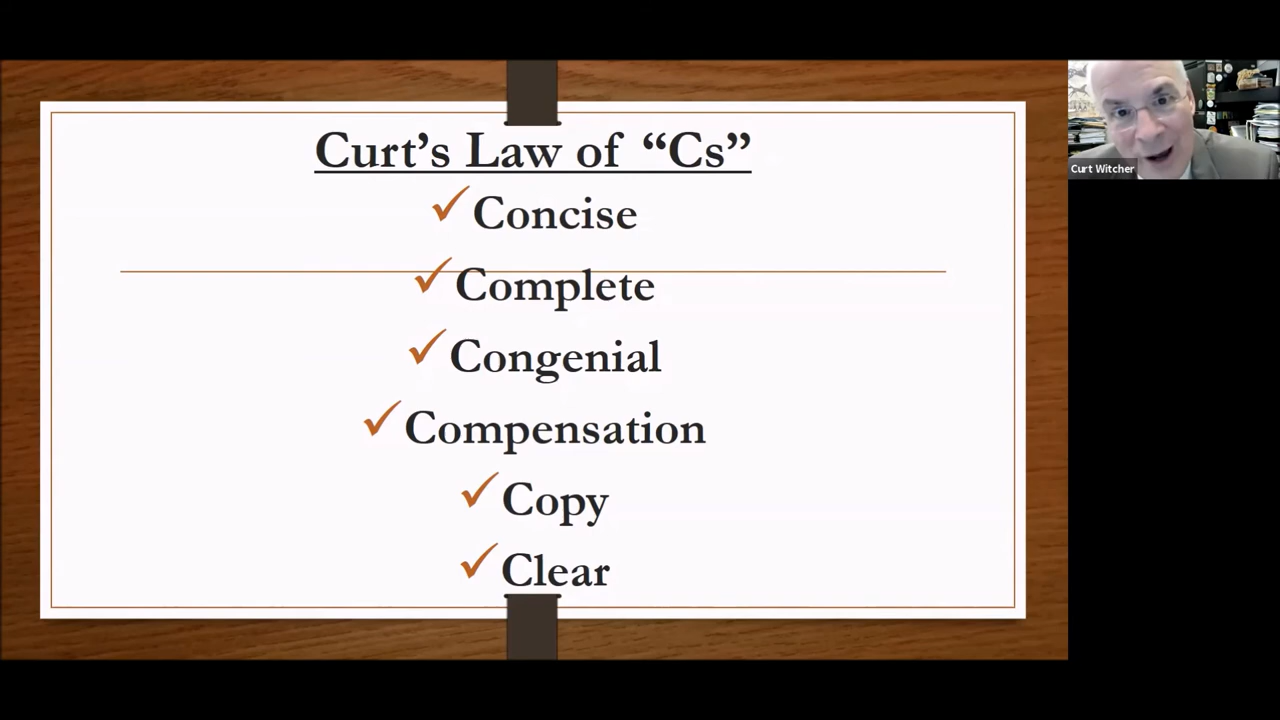 Curt’s Law of “Cs”
Concise
Complete
Congenial
Compensation
Copy
Clear
Curt Witcher